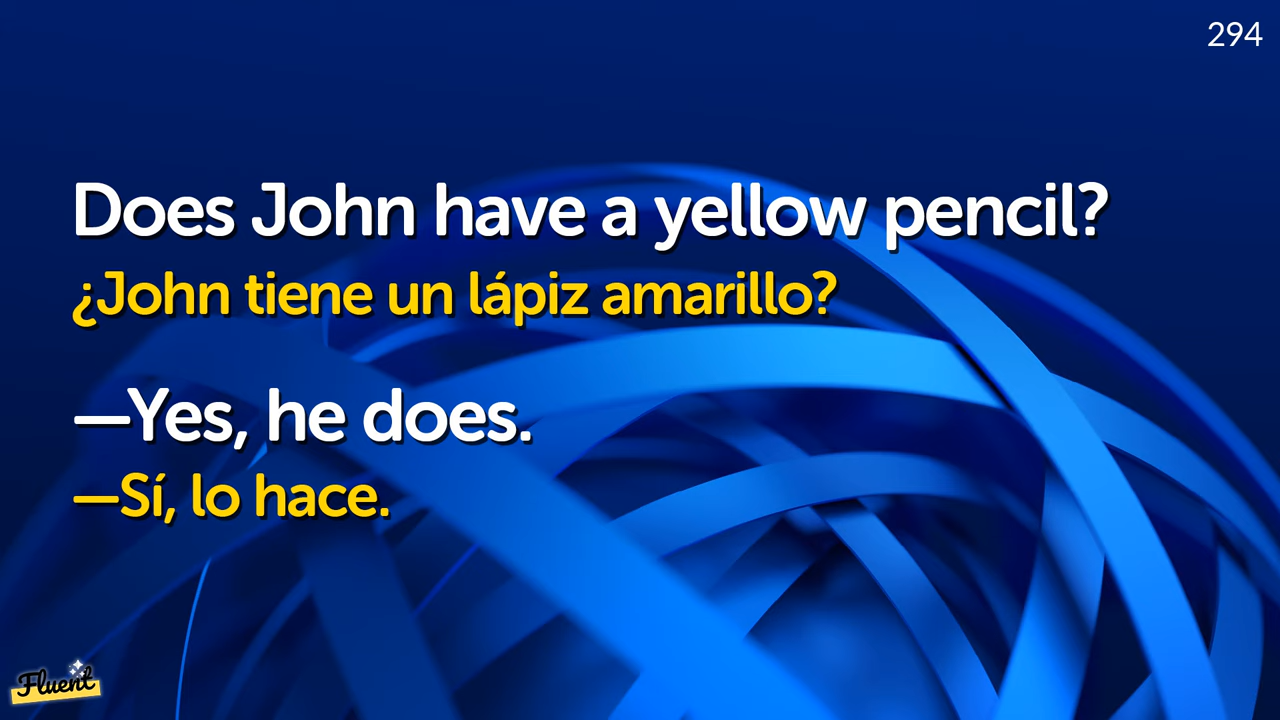 294
Does John have a yellow pencil?
¿John tiene un lápiz amarillo?
—Yes, he does.
—Sí, lo hace.
Fluent